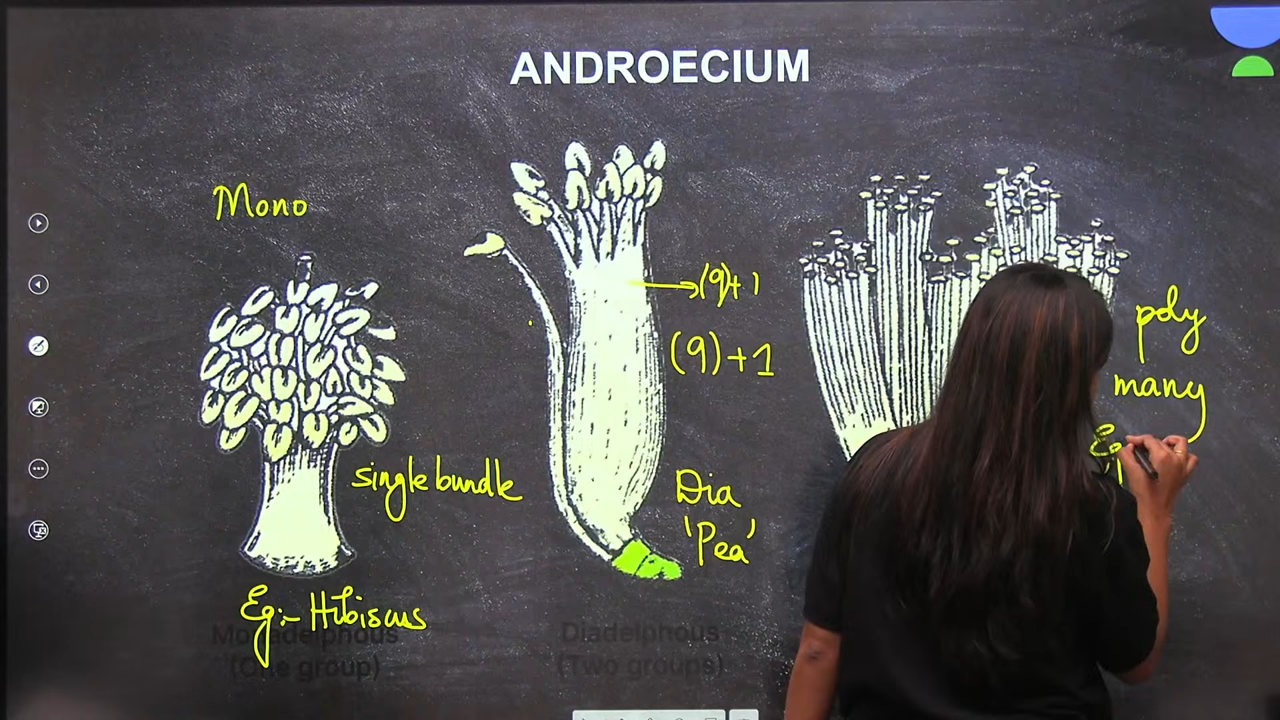 ANDROECIUM
Mono
single bundle
Eg:- Hibiscus
Monadelphous
(One group)
(9)+1
(9)+1
Dia
'Pea'
Diadelphous
(Two groups)
poly
many
Eg